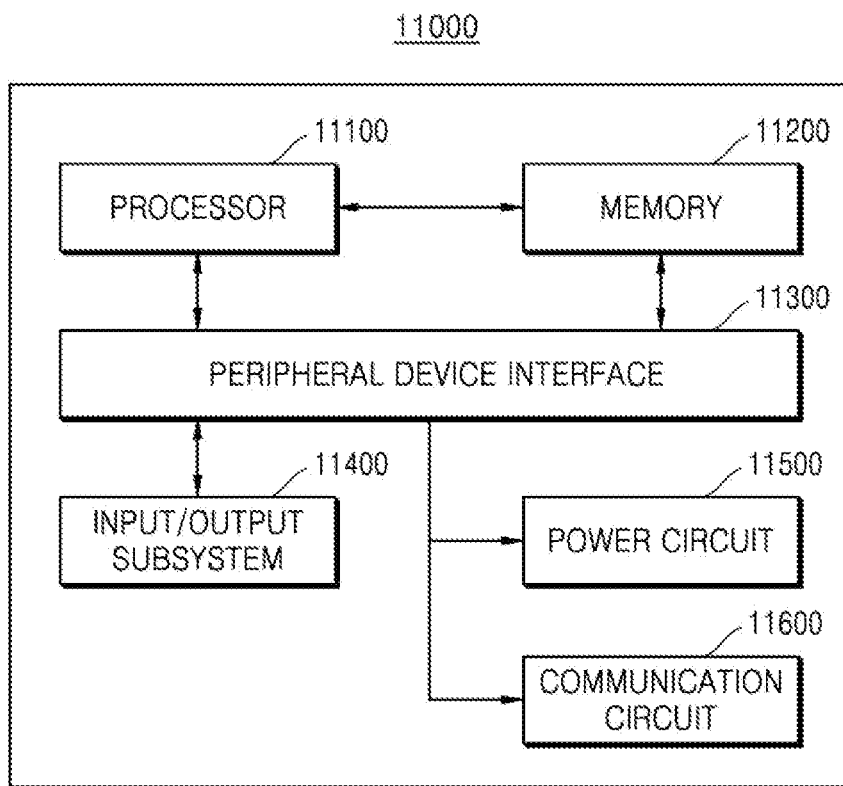 11000
11100
11200
PROCESSOR
MEMORY
11300
PERIPHERAL DEVICE INTERFACE
11400
11500
INPUT/OUTPUT
SUBSYSTEM
POWER CIRCUIT
11600
COMMUNICATION
CIRCUIT